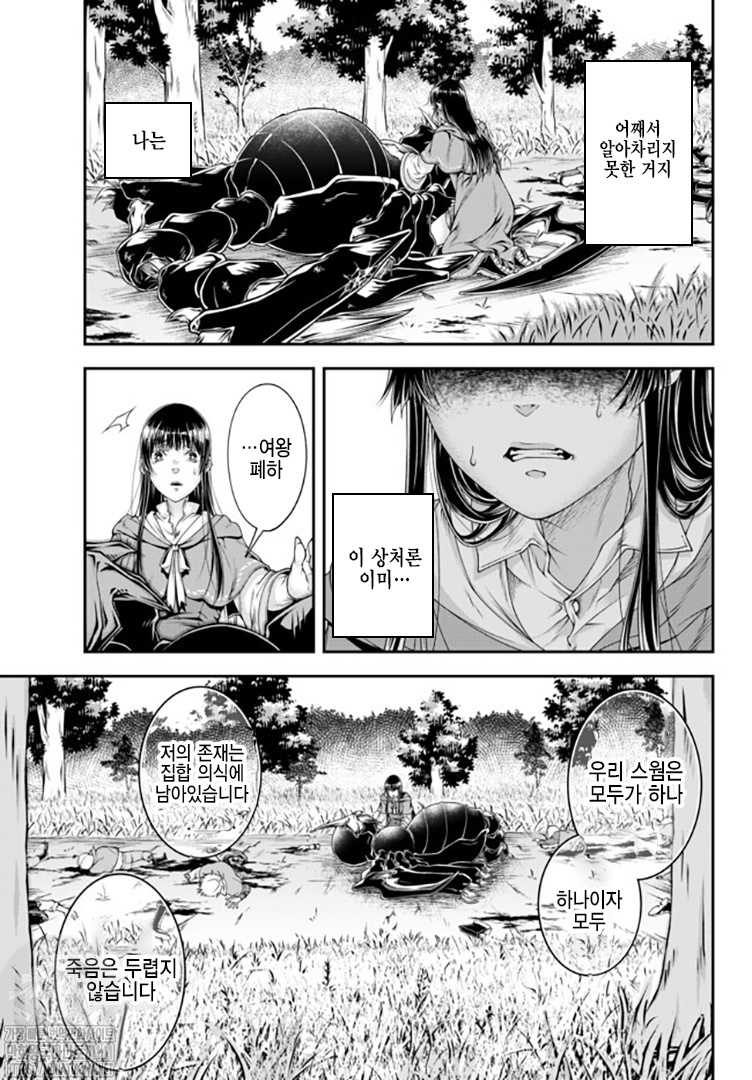 어째서
알아차리지
못한 거지
나는
이 상처론
이미…
…여왕
폐하
우리 스웜은
모두가 하나
하나이자
모두
저의 존재는
집합 의식에
남아있습니다
죽음은 두렵지
않습니다